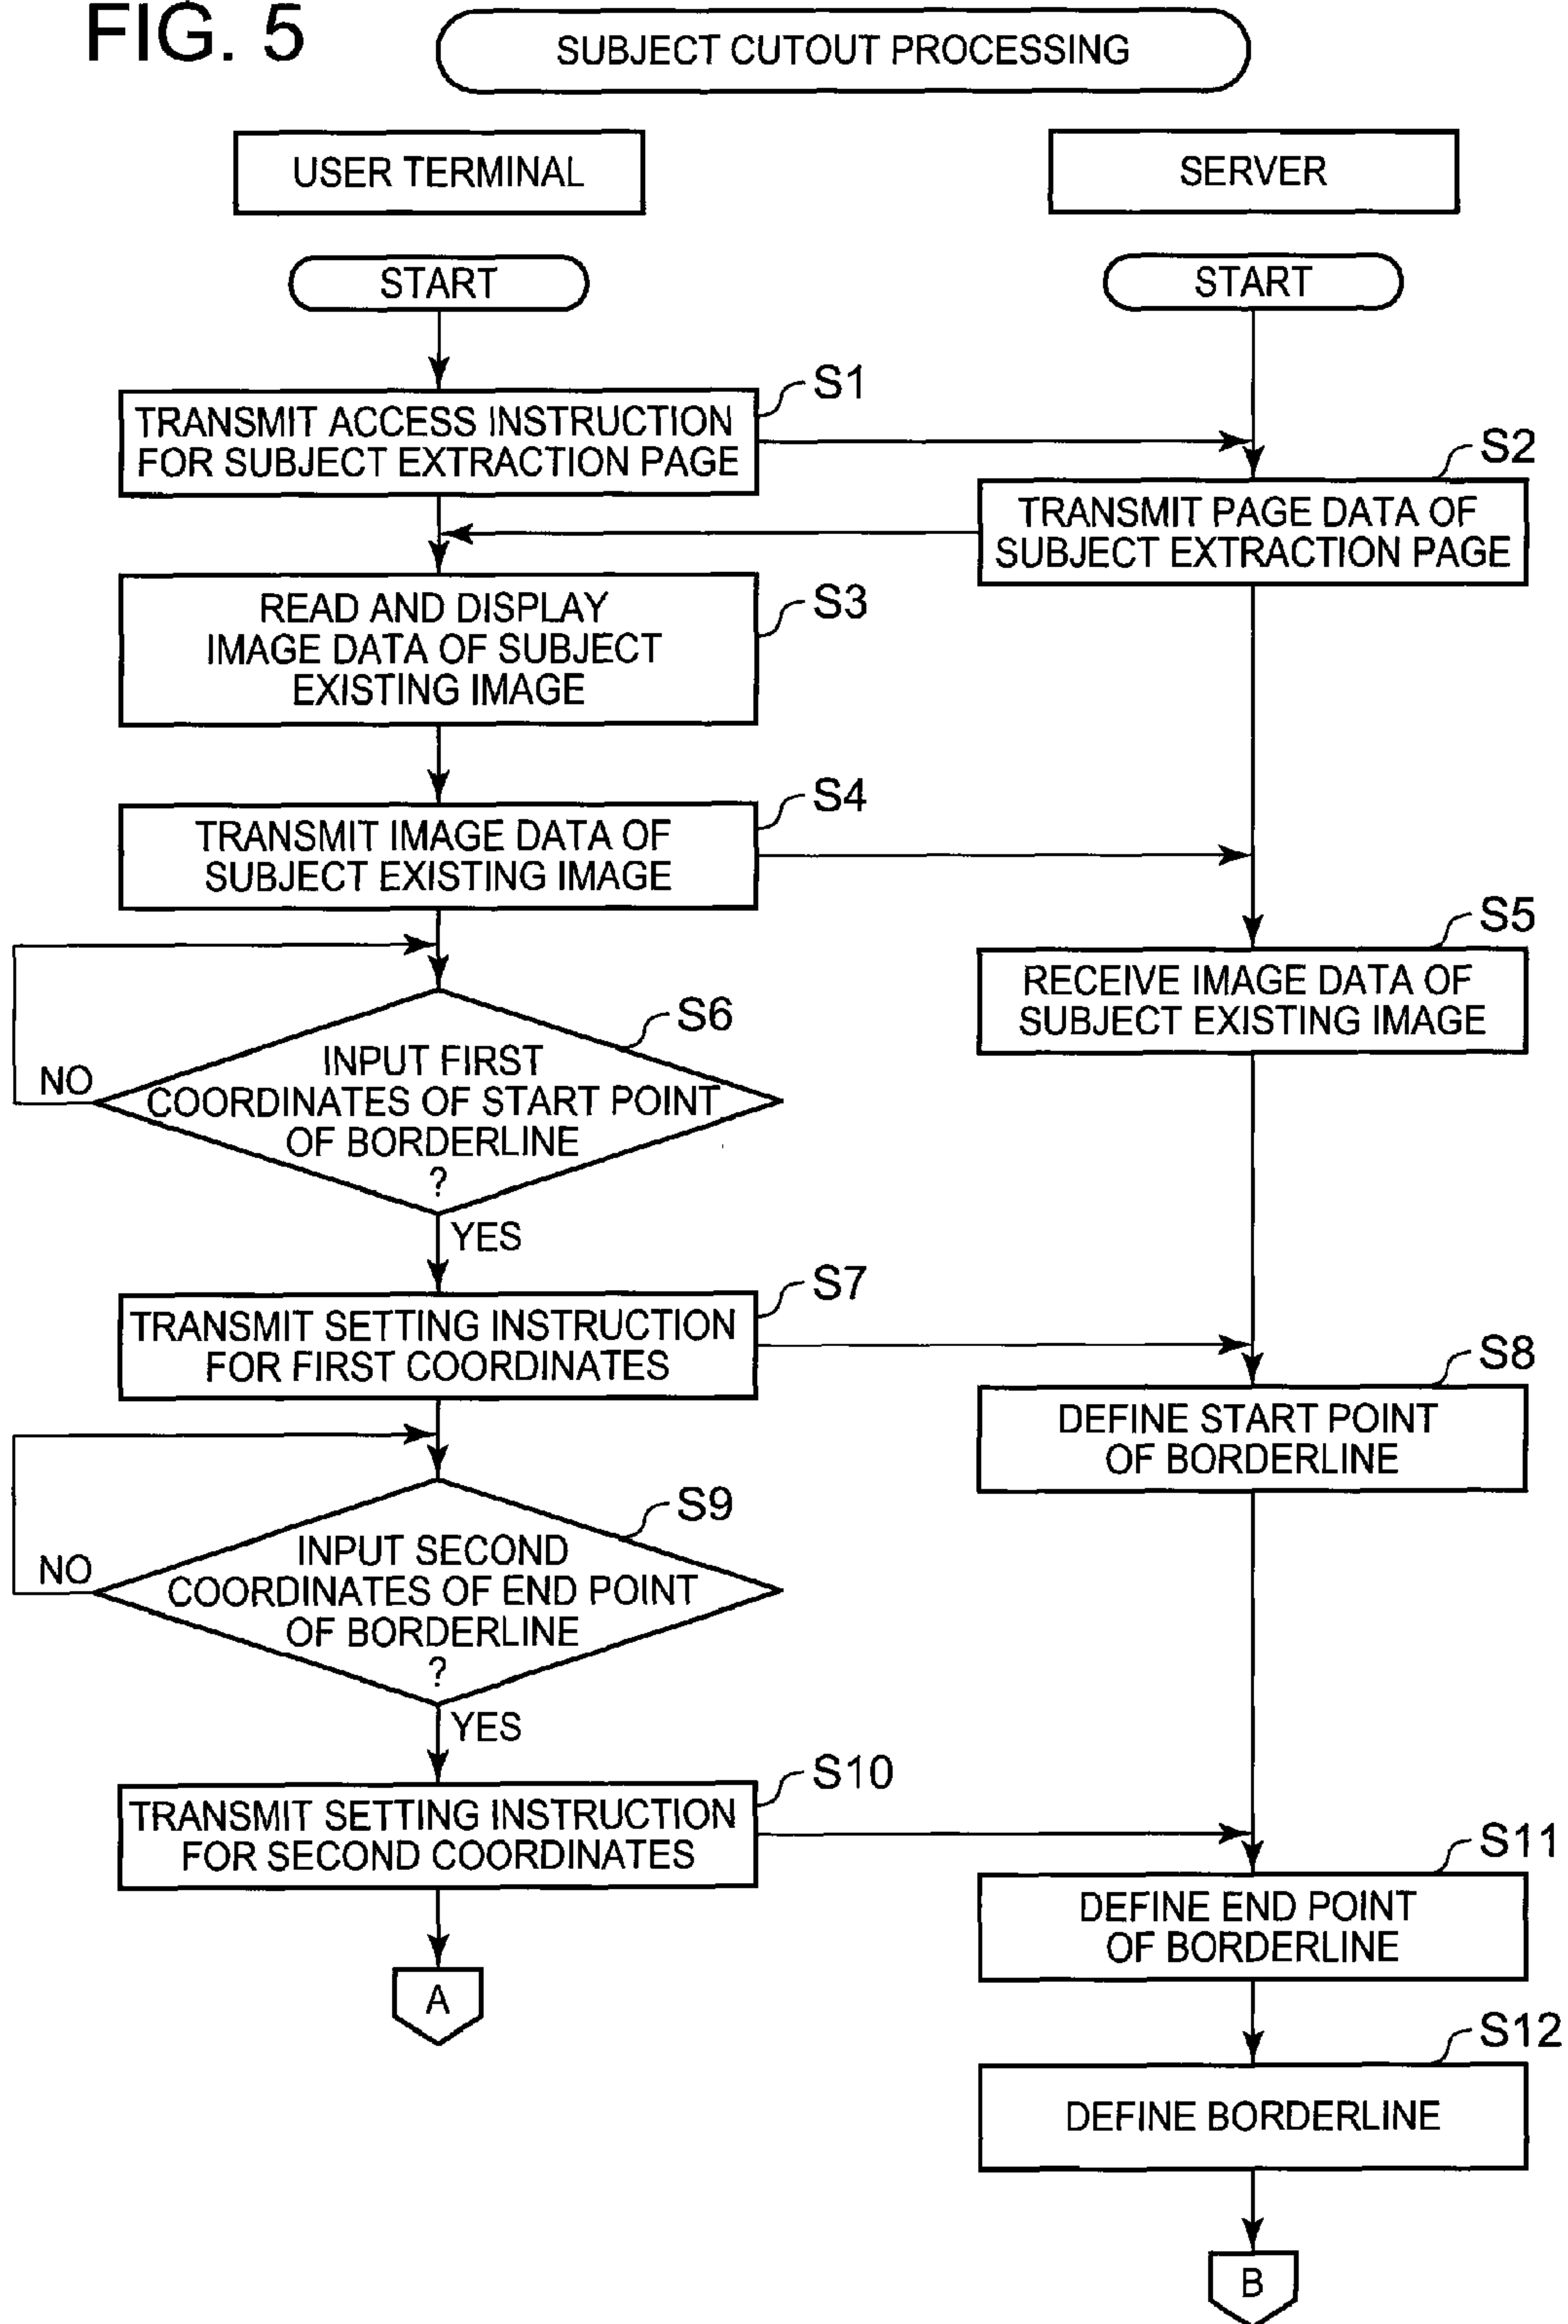 FIG. 5
SUBJECT CUTOUT PROCESSING
USER TERMINAL
SERVER
START
START
S1
TRANSMIT ACCESS INSTRUCTION
FOR SUBJECT EXTRACTION PAGE
S2
TRANSMIT PAGE DATA OF
SUBJECT EXTRACTION PAGE
S3
READ AND DISPLAY
IMAGE DATA OF SUBJECT
EXISTING IMAGE
S4
TRANSMIT IMAGE DATA OF
SUBJECT EXISTING IMAGE
S5
RECEIVE IMAGE DATA OF
SUBJECT EXISTING IMAGE
S6
INPUT FIRST
COORDINATES OF START POINT
OF BORDERLINE
?
NO
YES
S7
TRANSMIT SETTING INSTRUCTION
FOR FIRST COORDINATES
S8
DEFINE START POINT
OF BORDERLINE
S9
INPUT SECOND
COORDINATES OF END POINT
OF BORDERLINE
?
NO
YES
S10
TRANSMIT SETTING INSTRUCTION
FOR SECOND COORDINATES
S11
DEFINE END POINT
OF BORDERLINE
A
S12
DEFINE BORDERLINE
B